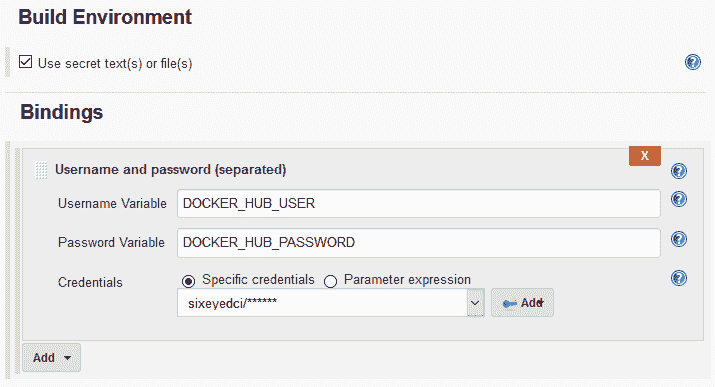 Build Environment
Use secret text(s) or file(s)
?
Bindings
X
Username and password (separated)
?
Username Variable DOCKER_HUB_USER ?
Password Variable DOCKER_HUB_PASSWORD ?
Credentials Specific credentials Parameter expression ?
sixeyedci/****** Add
Add